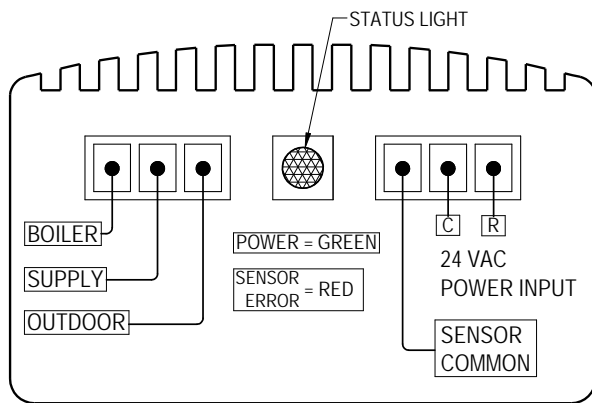 STATUS LIGHT
BOILER
SUPPLY
OUTDOOR
POWER = GREEN
SENSOR
ERROR = RED
C
R
24 VAC
POWER INPUT
SENSOR
COMMON